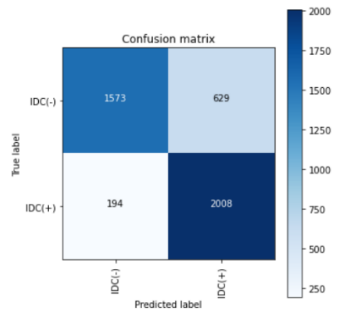 Confusion matrix
2000
1750
1500
1250
1000
750
500
250
True label
IDC(-)
1573
629
IDC(+)
194
2008
IDC(-)
IDC(+)
Predicted label